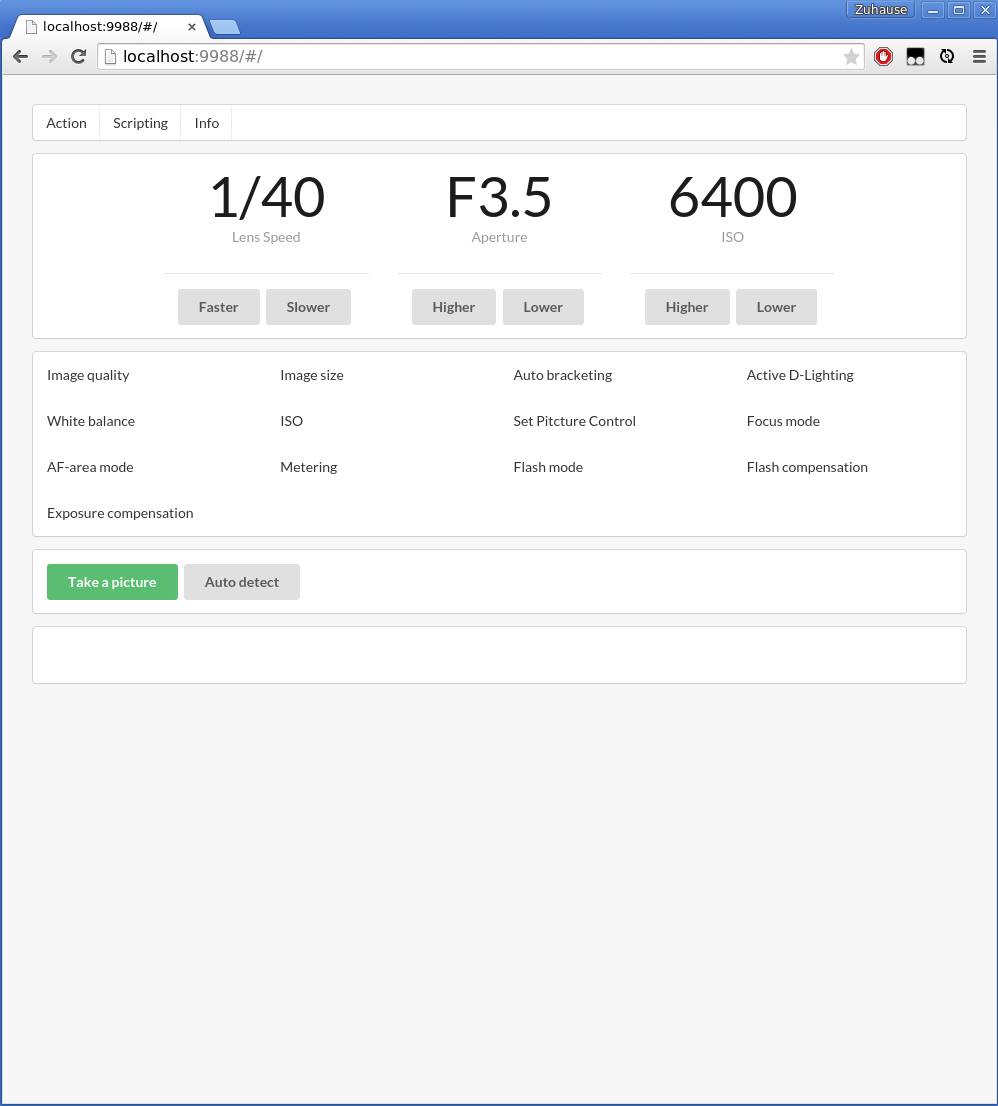 Zuhause
localhost:9988/#/
localhost:9988/#/
Action Scripting Info
1/40 F3.5 6400
Lens Speed Aperture ISO
Faster Slower Higher Lower Higher Lower
Image quality Image size Auto bracketing Active D-Lighting
White balance ISO Set Pitcture Control Focus mode
AF-area mode Metering Flash mode Flash compensation
Exposure compensation
Take a picture Auto detect